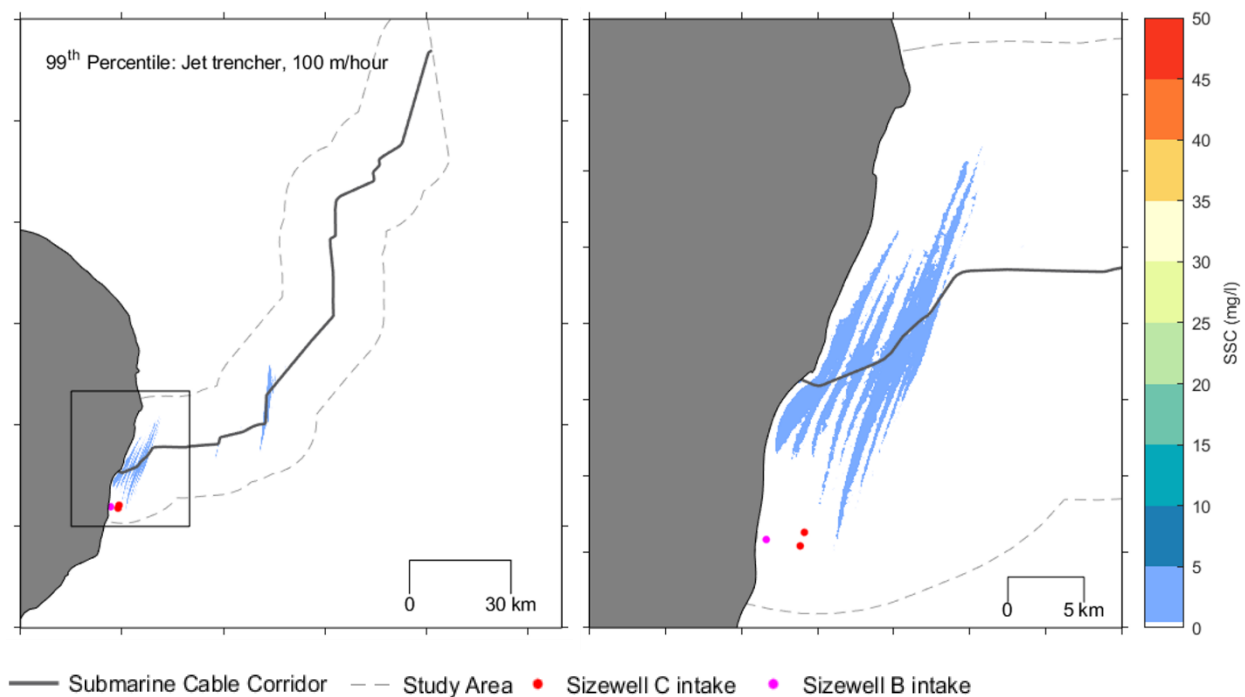 99th Percentile: Jet trencher, 100 m/hour
0 30 km
0 5 km
50
45
40
35
30
25
20
15
10
5
0
SSC (mg/l)
Submarine Cable Corridor Study Area Sizewell C intake Sizewell B intake